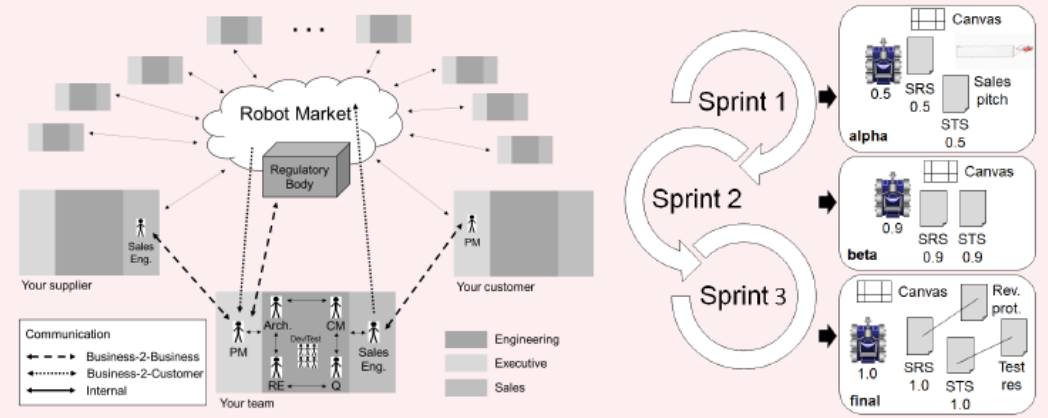 Robot Market
Regulatory
Body
Sales
Eng.
PM
Your supplier
Your customer
Arch.
CM
PM
Dev/Test
Sales
Eng.
RE
Q
Your team
Communication
Business-2-Business
Business-2-Customer
Internal
Engineering
Executive
Sales
Sprint 1
Sprint 2
Sprint 3
Canvas
0.5
SRS
0.5
Sales
pitch
STS
0.5
alpha
Canvas
0.9
SRS
0.9
STS
0.9
beta
Canvas
Rev.
prot.
1.0
SRS
1.0
STS
1.0
Test
res
final